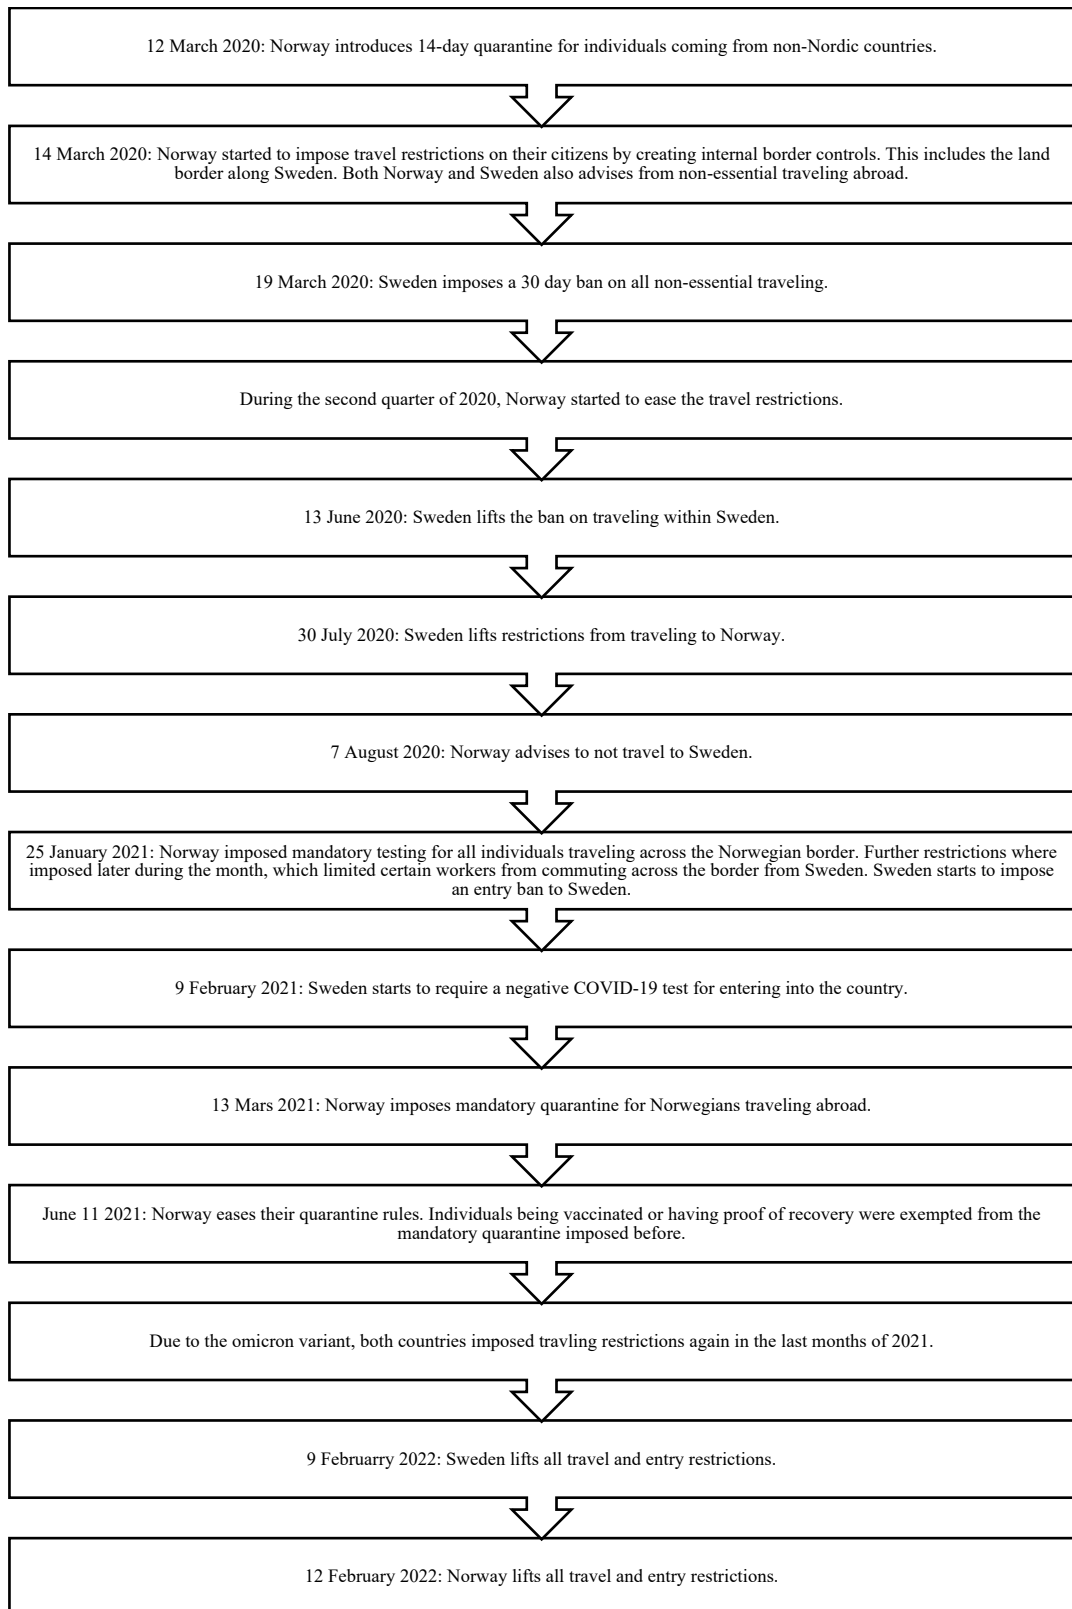 12 March 2020: Norway introduces 14-day quarantine for individuals coming from non-Nordic countries.
14 March 2020: Norway started to impose travel restrictions on their citizens by creating internal border controls. This includes the land
border along Sweden. Both Norway and Sweden also advises from non-essential traveling abroad.
19 March 2020: Sweden imposes a 30 day ban on all non-essential traveling.
During the second quarter of 2020, Norway started to ease the travel restrictions.
13 June 2020: Sweden lifts the ban on traveling within Sweden.
30 July 2020: Sweden lifts restrictions from traveling to Norway.
7 August 2020: Norway advises to not travel to Sweden.
25 January 2021: Norway imposed mandatory testing for all individuals traveling across the Norwegian border. Further restrictions where
imposed later during the month, which limited certain workers from commuting across the border from Sweden. Sweden starts to impose
an entry ban to Sweden.
9 February 2021: Sweden starts to require a negative COVID-19 test for entering into the country.
13 Mars 2021: Norway imposes mandatory quarantine for Norwegians traveling abroad.
June 11 2021: Norway eases their quarantine rules. Individuals being vaccinated or having proof of recovery were exempted from the
mandatory quarantine imposed before.
Due to the omicron variant, both countries imposed travling restrictions again in the last months of 2021.
9 Februarry 2022: Sweden lifts all travel and entry restrictions.
12 February 2022: Norway lifts all travel and entry restrictions.